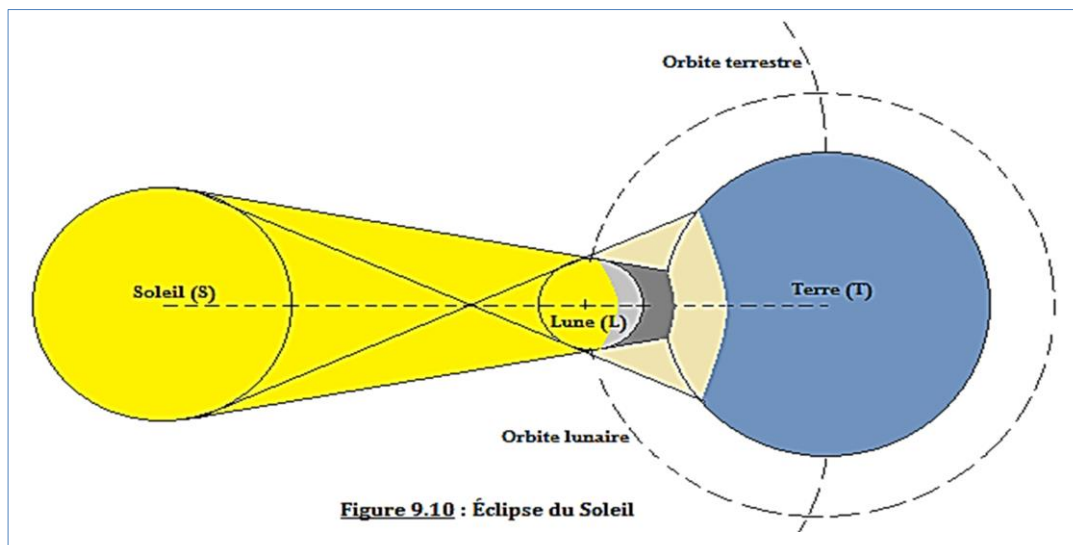 Orbite terrestre
Soleil (S)
Lune (L)
Terre (T)
Orbite lunaire
Figure 9.10 : Éclipse du Soleil